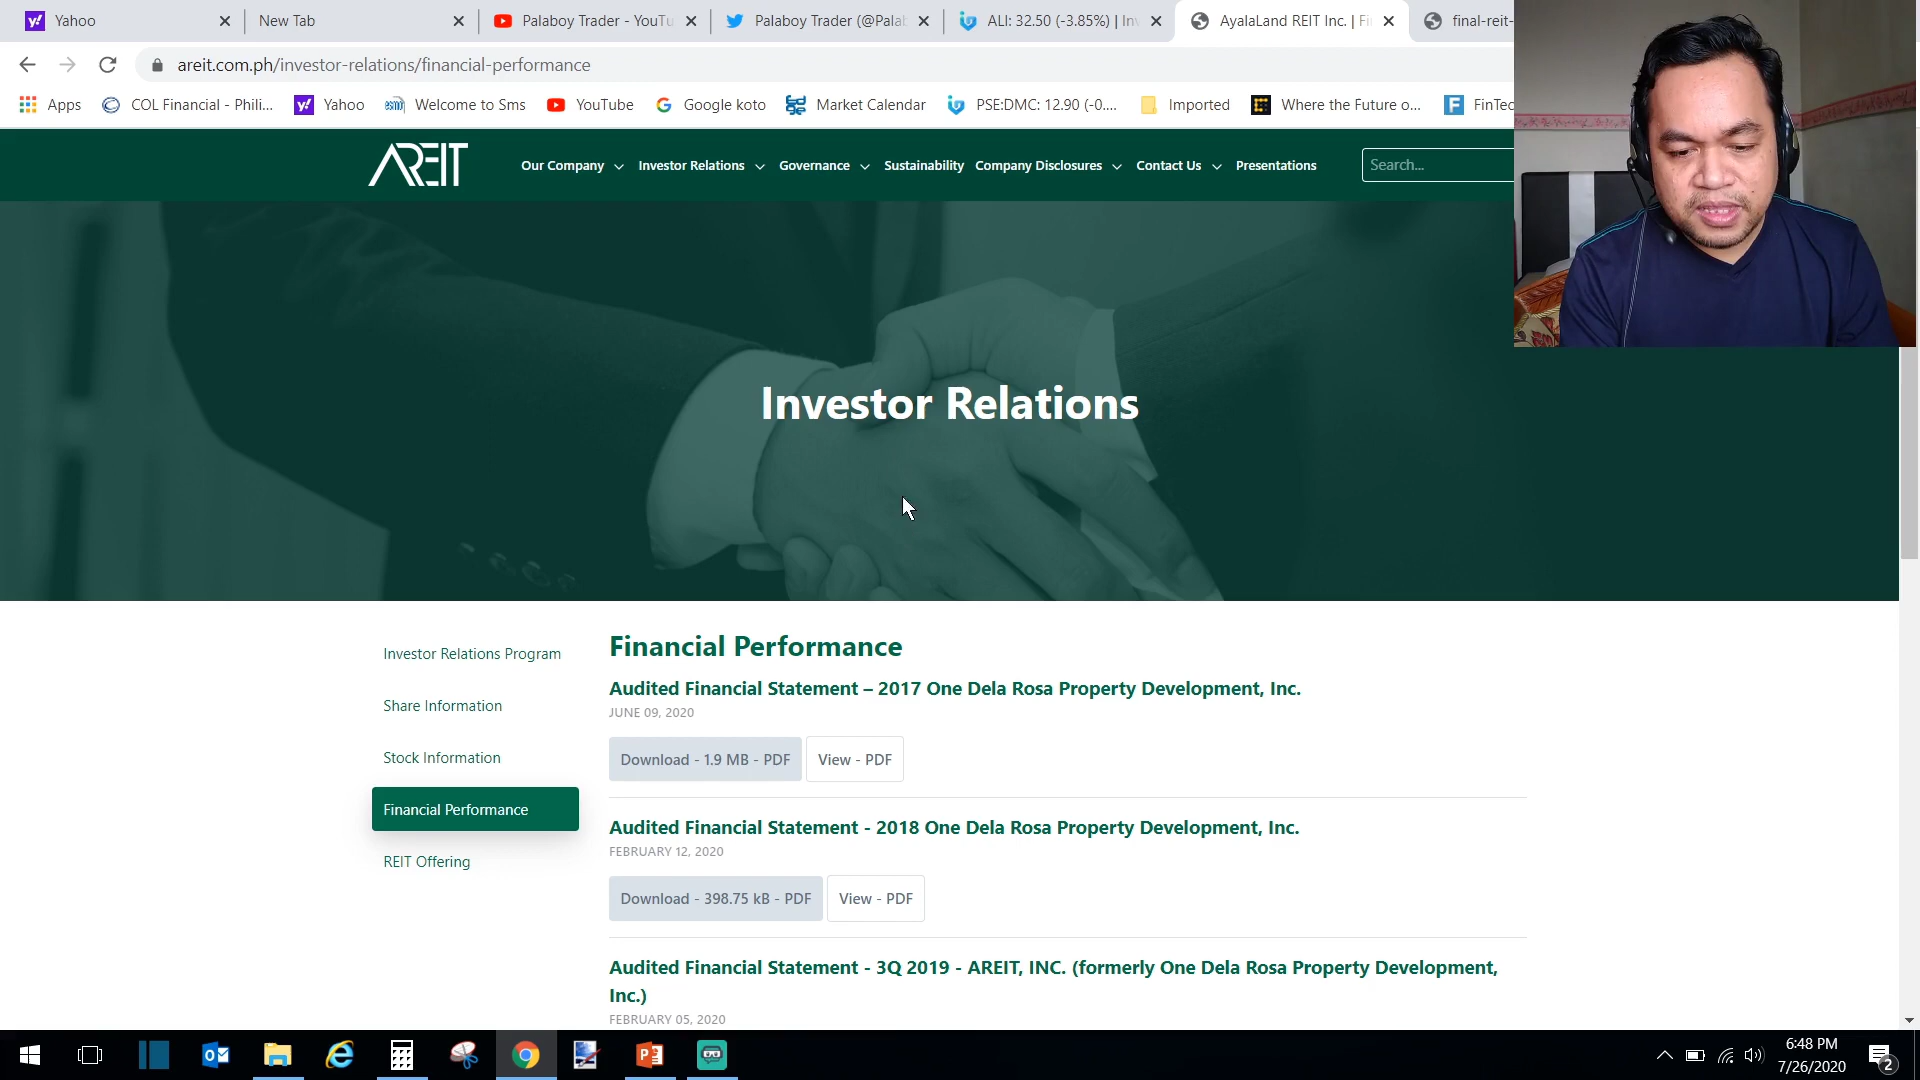 Yahoo
New Tab
Palaboy Trader - YouTu
Palaboy Trader (@Palab
ALI: 32.50 (-3.85%) | Inv
AyalaLand REIT Inc. | Fi
final-reit-
areit.com.ph/investor-relations/financial-performance
Apps
COL Financial - Phili...
Yahoo
Welcome to Sms
YouTube
Google koto
Market Calendar
PSE:DMC: 12.90 (-0....
Imported
Where the Future o...
FinTec
AREIT
Our Company
Investor Relations
Governance
Sustainability
Company Disclosures
Contact Us
Presentations
Search...
Investor Relations
Investor Relations Program
Share Information
Stock Information
Financial Performance
REIT Offering
Financial Performance
Audited Financial Statement – 2017 One Dela Rosa Property Development, Inc.
JUNE 09, 2020
Download - 1.9 MB - PDF
View - PDF
Audited Financial Statement - 2018 One Dela Rosa Property Development, Inc.
FEBRUARY 12, 2020
Download - 398.75 kB - PDF
View - PDF
Audited Financial Statement - 3Q 2019 - AREIT, INC. (formerly One Dela Rosa Property Development,
Inc.)
FEBRUARY 05, 2020
6:48 PM
7/26/2020
2